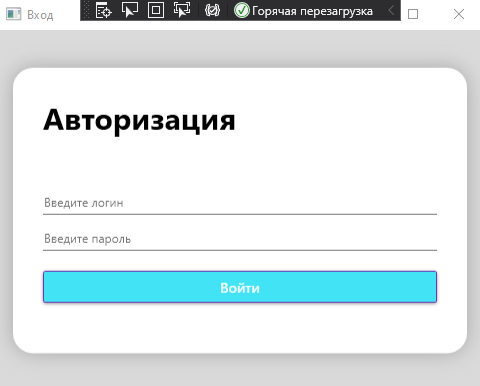 Вход
Горячая перезагрузка
Авторизация
Введите логин
Введите пароль
Войти